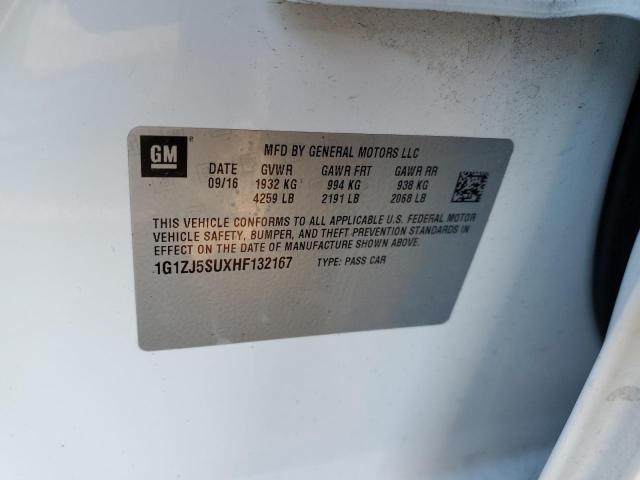 GM
MFD BY GENERAL MOTORS LLC
DATE GVWR GAWR FRT GAWR RR
09/16 1932 KG 994 KG 938 KG
4259 LB 2191 LB 2068 LB
THIS VEHICLE CONFORMS TO ALL APPLICABLE U.S. FEDERAL MOTOR
VEHICLE SAFETY, BUMPER, AND THEFT PREVENTION STANDARDS IN
EFFECT ON THE DATE OF MANUFACTURE SHOWN ABOVE.
1G1ZJ5SUXHF132167 TYPE: PASS CAR